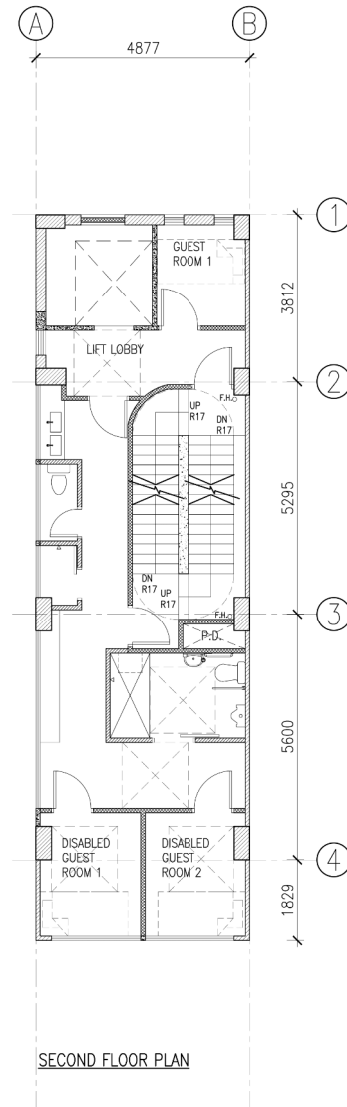 A
B
4877
1
GUEST
ROOM 1
3812
LIFT LOBBY
2
UP
R17
F.H.
DN
R17
5295
DN
R17
UP
R17
F.H.
3
P.D.
5600
DISABLED
GUEST
ROOM 1
DISABLED
GUEST
ROOM 2
4
1829
SECOND FLOOR PLAN